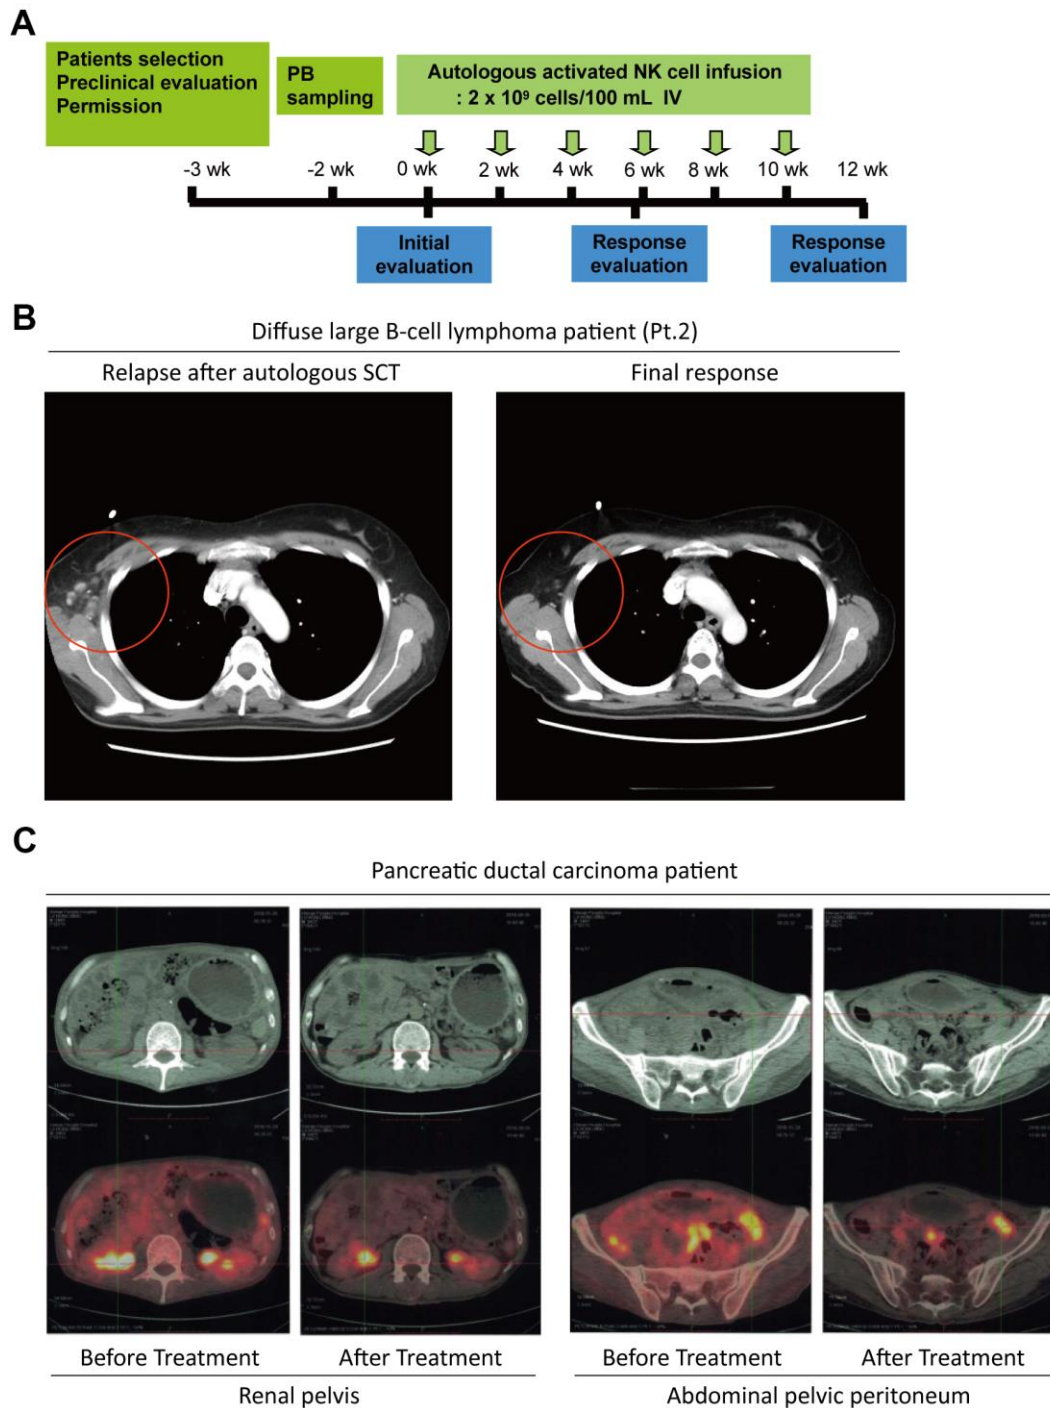 A
Patients selection
Preclinical evaluation
Permission
PB
sampling
Autologous activated NK cell infusion
: 2 x 10⁹ cells/100 mL IV
-3 wk
-2 wk
0 wk
2 wk
4 wk
6 wk
8 wk
10 wk
12 wk
Initial
evaluation
Response
evaluation
Response
evaluation
B
Diffuse large B-cell lymphoma patient (Pt.2)
Relapse after autologous SCT
Final response
C
Pancreatic ductal carcinoma patient
Before Treatment
After Treatment
Before Treatment
After Treatment
Renal pelvis
Abdominal pelvic peritoneum